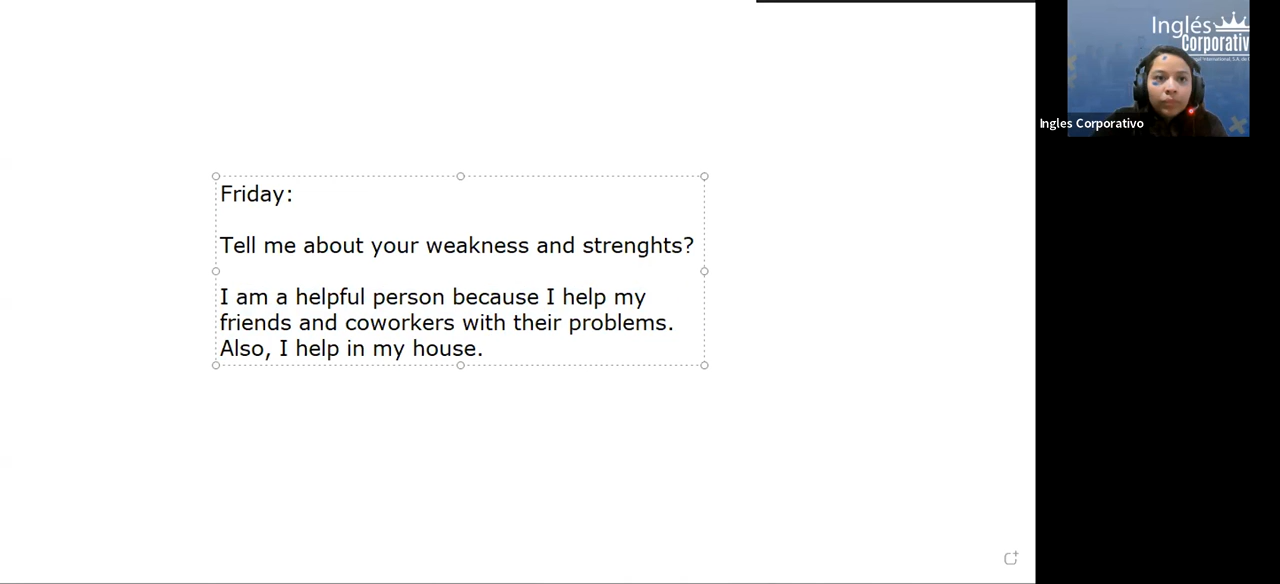 Friday:
Tell me about your weakness and strenghts?
I am a helpful person because I help my
friends and coworkers with their problems.
Also, I help in my house.
Inglés
Corporativ
Ingles Corporativo